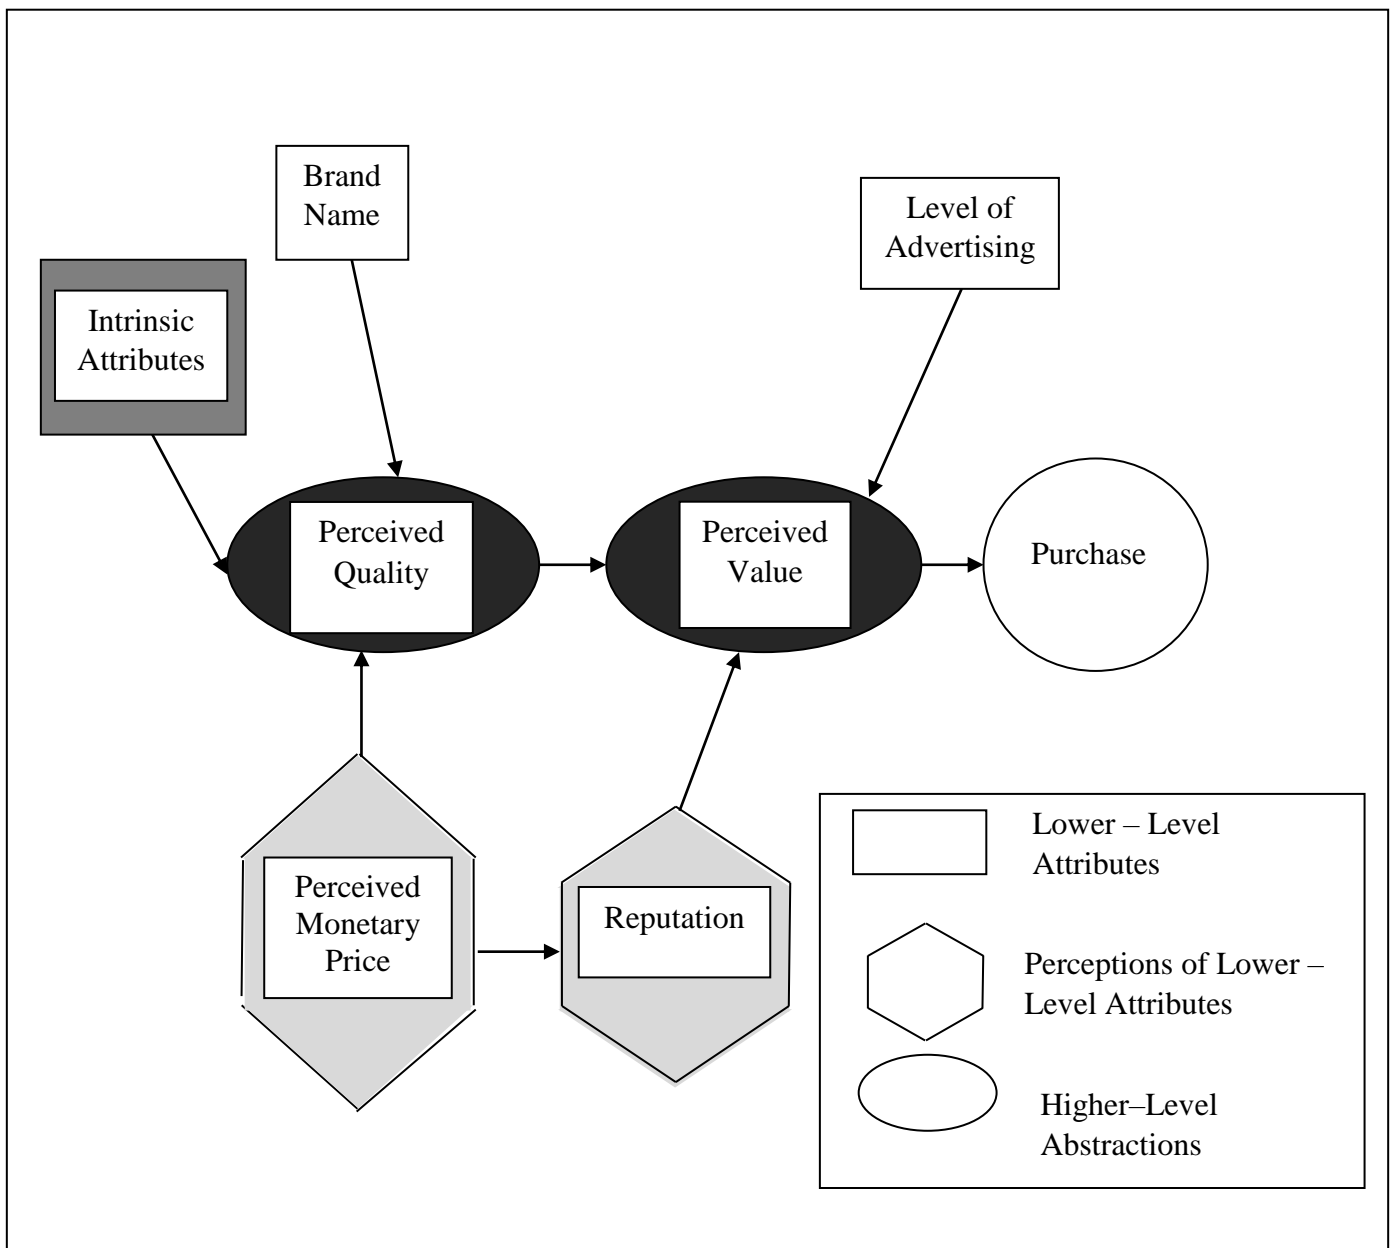 Brand
Name
Level of
Advertising
Intrinsic
Attributes
Perceived
Quality
Perceived
Value
Purchase
Perceived
Monetary
Price
Reputation
Lower – Level
Attributes
Perceptions of Lower –
Level Attributes
Higher–Level
Abstractions